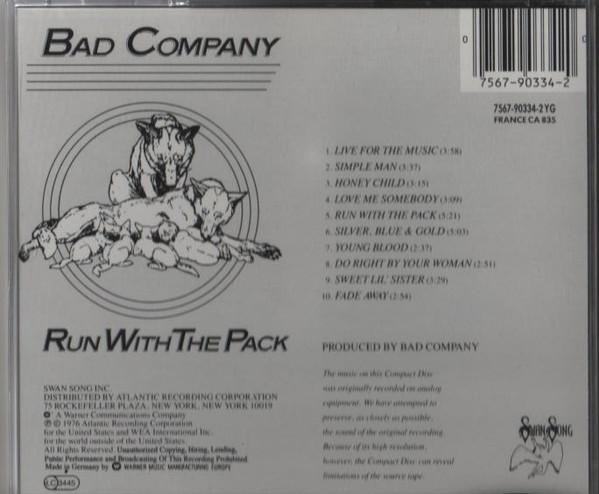 BAD COMPANY
0
0
7567-90334-2
7567-90334-2 YG
FRANCE CA 835
1. LIVE FOR THE MUSIC (3:58)
2. SIMPLE MAN (3:37)
3. HONEY CHILD (3:15)
4. LOVE ME SOMEBODY (3:09)
5. RUN WITH THE PACK (5:21)
6. SILVER, BLUE & GOLD (5:03)
7. YOUNG BLOOD (2:37)
8. DO RIGHT BY YOUR WOMAN (2:51)
9. SWEET LIL' SISTER (3:29)
10. FADE AWAY (2:54)
RUN WITH THE PACK
PRODUCED BY BAD COMPANY
SWAN SONG INC.
DISTRIBUTED BY ATLANTIC RECORDING CORPORATION
75 ROCKEFELLER PLAZA, NEW YORK, NEW YORK 10019
A Warner Communications Company
℗ © 1976 Atlantic Recording Corporation
for the United States and WEA International Inc.
for the world outside of the United States. Unauthorized Copying, Hiring, Lending,
Public Performance and Broadcasting Of This Recording Prohibited.
Made in Germany by WARNER MUSIC MANUFACTURING EUROPE
LC 3445
The music on this Compact Disc
was originally recorded on analog
equipment. We have attempted to
preserve, as closely as possible,
the sound of the original recording.
Because of its high resolution,
however, the Compact Disc can reveal
limitations of the source tape.
SWAN SONG